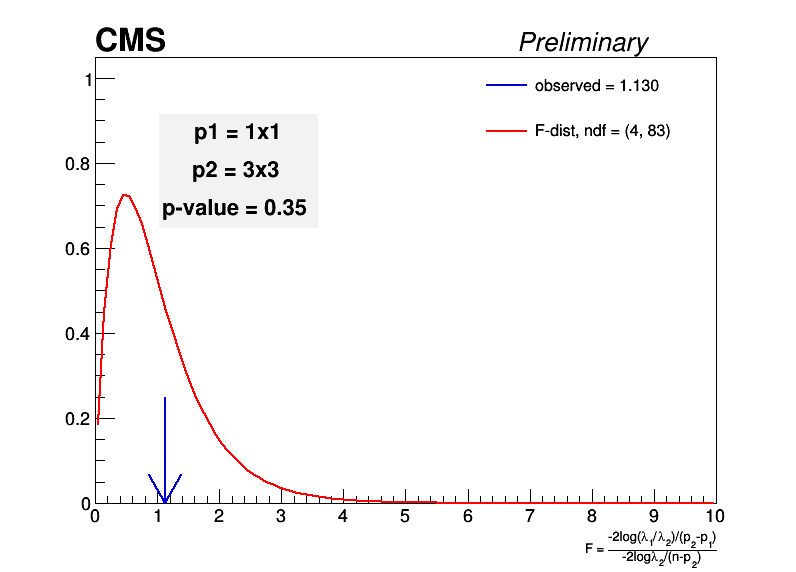 CMS
Preliminary
observed = 1.130
F-dist, ndf = (4, 83)
p1 = 1x1
p2 = 3x3
p-value = 0.35
1
0.8
0.6
0.4
0.2
0
0 1 2 3 4 5 6 7 8 9 10
F = -2log(λ₁/λ₂)/(p₂-p₁)
-2logλ₂/(n-p₂)